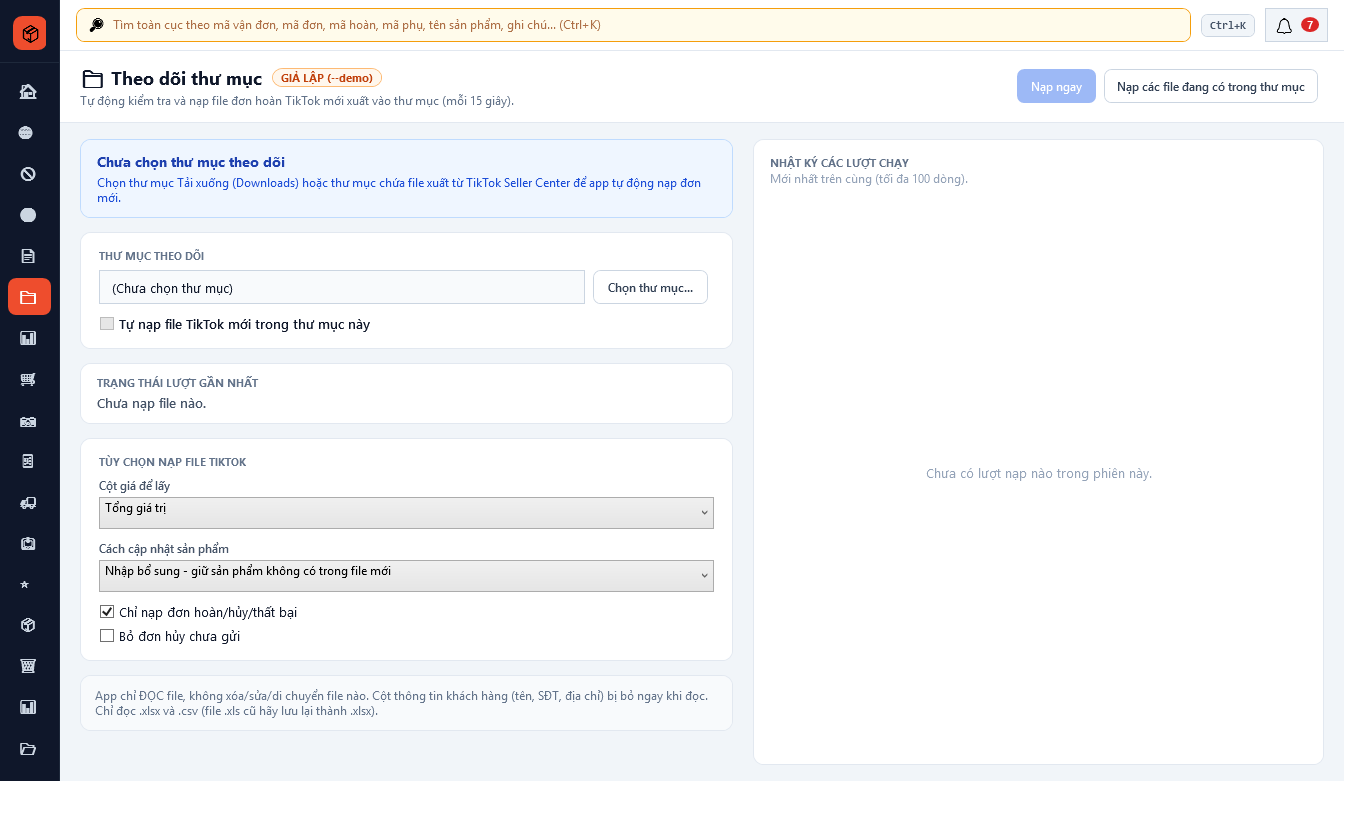 Tìm toàn cục theo mã vận đơn, mã đơn, mã hoàn, mã phụ, tên sản phẩm, ghi chú... (Ctrl+K)
Ctrl+K
7
Theo dõi thư mục
GIẢ LẬP (--demo)
Tự động kiểm tra và nạp file đơn hoàn TikTok mới xuất vào thư mục (mỗi 15 giây).
Nạp ngay
Nạp các file đang có trong thư mục
Chưa chọn thư mục theo dõi
Chọn thư mục Tải xuống (Downloads) hoặc thư mục chứa file xuất từ TikTok Seller Center để app tự động nạp đơn
mới.
THƯ MỤC THEO DÕI
(Chưa chọn thư mục)
Chọn thư mục...
Tự nạp file TikTok mới trong thư mục này
TRẠNG THÁI LƯỢT GẦN NHẤT
Chưa nạp file nào.
TÙY CHỌN NẠP FILE TIKTOK
Cột giá để lấy
Tổng giá trị
Cách cập nhật sản phẩm
Nhập bổ sung - giữ sản phẩm không có trong file mới
Chỉ nạp đơn hoàn/hủy/thất bại
Bỏ đơn hủy chưa gửi
App chỉ ĐỌC file, không xóa/sửa/di chuyển file nào. Cột thông tin khách hàng (tên, SĐT, địa chỉ) bị bỏ ngay khi đọc.
Chỉ đọc .xlsx và .csv (file .xls cũ hãy lưu lại thành .xlsx).
NHẬT KÝ CÁC LƯỢT CHẠY
Mới nhất trên cùng (tối đa 100 dòng).
Chưa có lượt nạp nào trong phiên này.